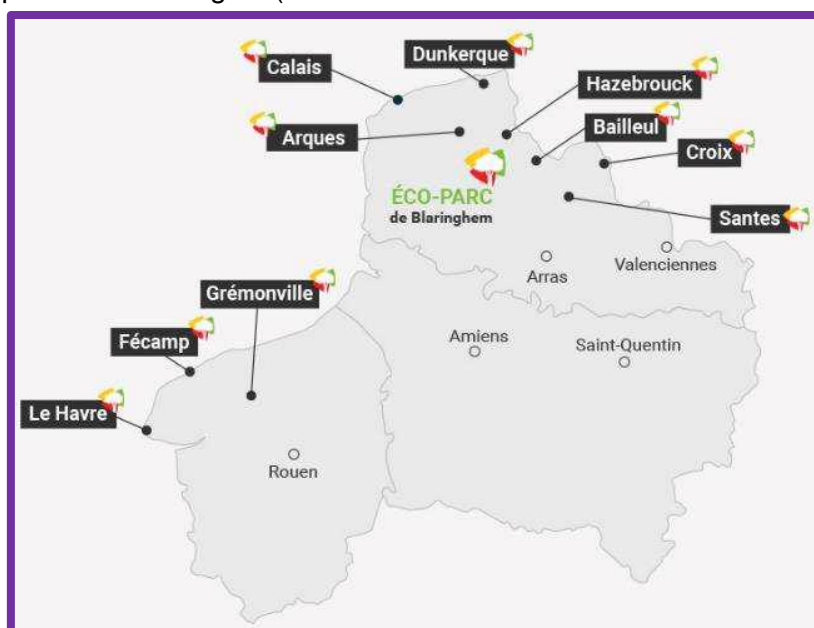 Dunkerque
Calais
Hazebrouck
Arques
Bailleul
Croix
ÉCO-PARC
de Blaringhem
Santes
Arras
Valenciennes
Grémonville
Fécamp
Amiens
Saint-Quentin
Le Havre
Rouen